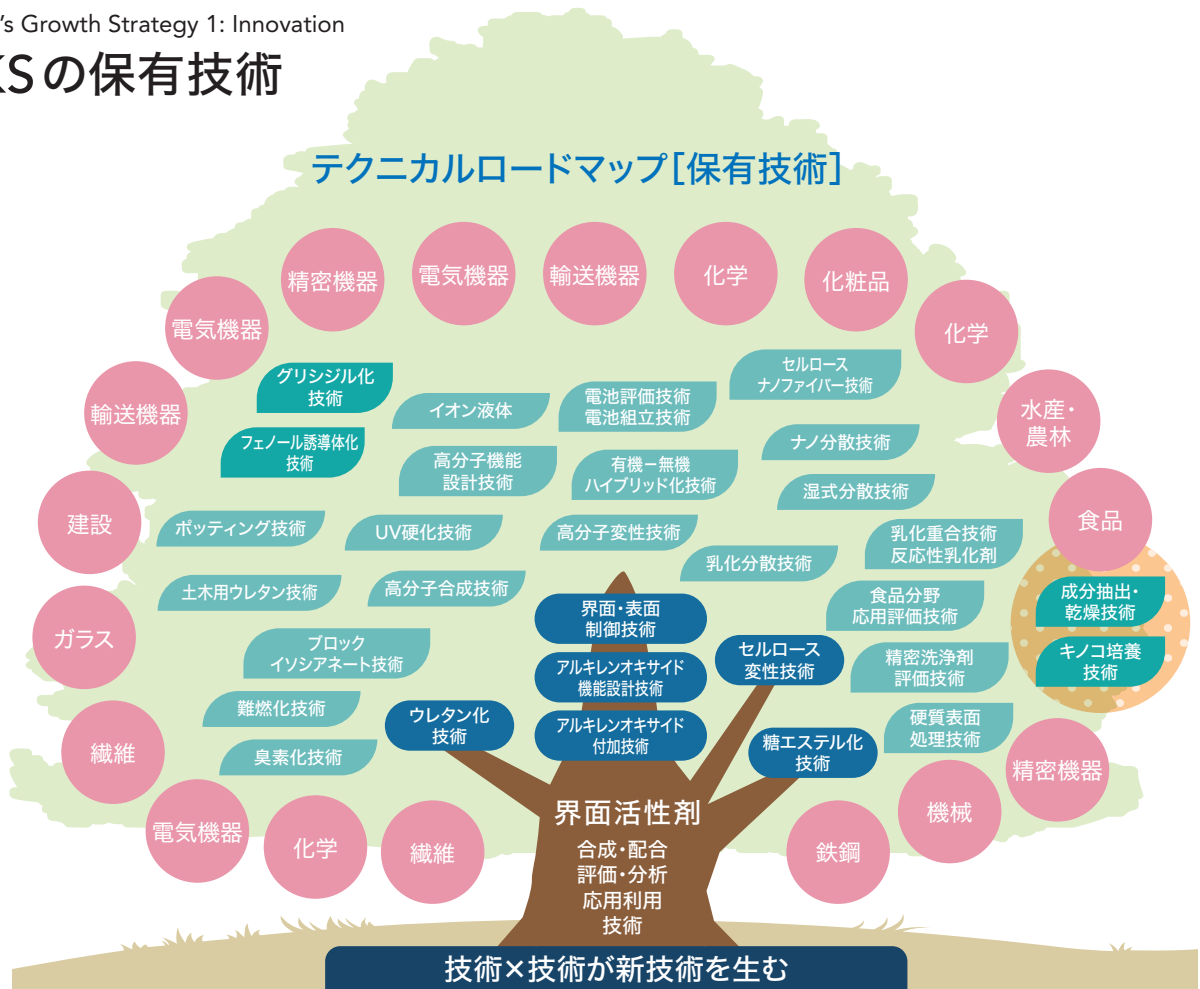 's Growth Strategy 1: Innovation
KSの保有技術
テクニカルロードマップ[保有技術]
精密機器
電気機器
輸送機器
化学
化粧品
電気機器
化学
輸送機器
水産・
農林
建設
食品
ガラス
繊維
精密機器
電気機器
化学
繊維
鉄鋼
機械
グリシジル化
技術
イオン液体
電池評価技術
電池組立技術
セルロース
ナノファイバー技術
フェノール誘導体化
技術
高分子機能
設計技術
有機−無機
ハイブリッド化技術
ナノ分散技術
湿式分散技術
ポッティング技術
UV硬化技術
高分子変性技術
乳化分散技術
乳化重合技術
反応性乳化剤
土木用ウレタン技術
高分子合成技術
食品分野
応用評価技術
成分抽出・
乾燥技術
キノコ培養
技術
ブロック
イソシアネート技術
精密洗浄剤
評価技術
難燃化技術
硬質表面
処理技術
臭素化技術
界面・表面
制御技術
アルキレンオキサイド
機能設計技術
アルキレンオキサイド
付加技術
セルロース
変性技術
ウレタン化
技術
糖エステル化
技術
界面活性剤
合成・配合
評価・分析
応用利用
技術
技術×技術が新技術を生む